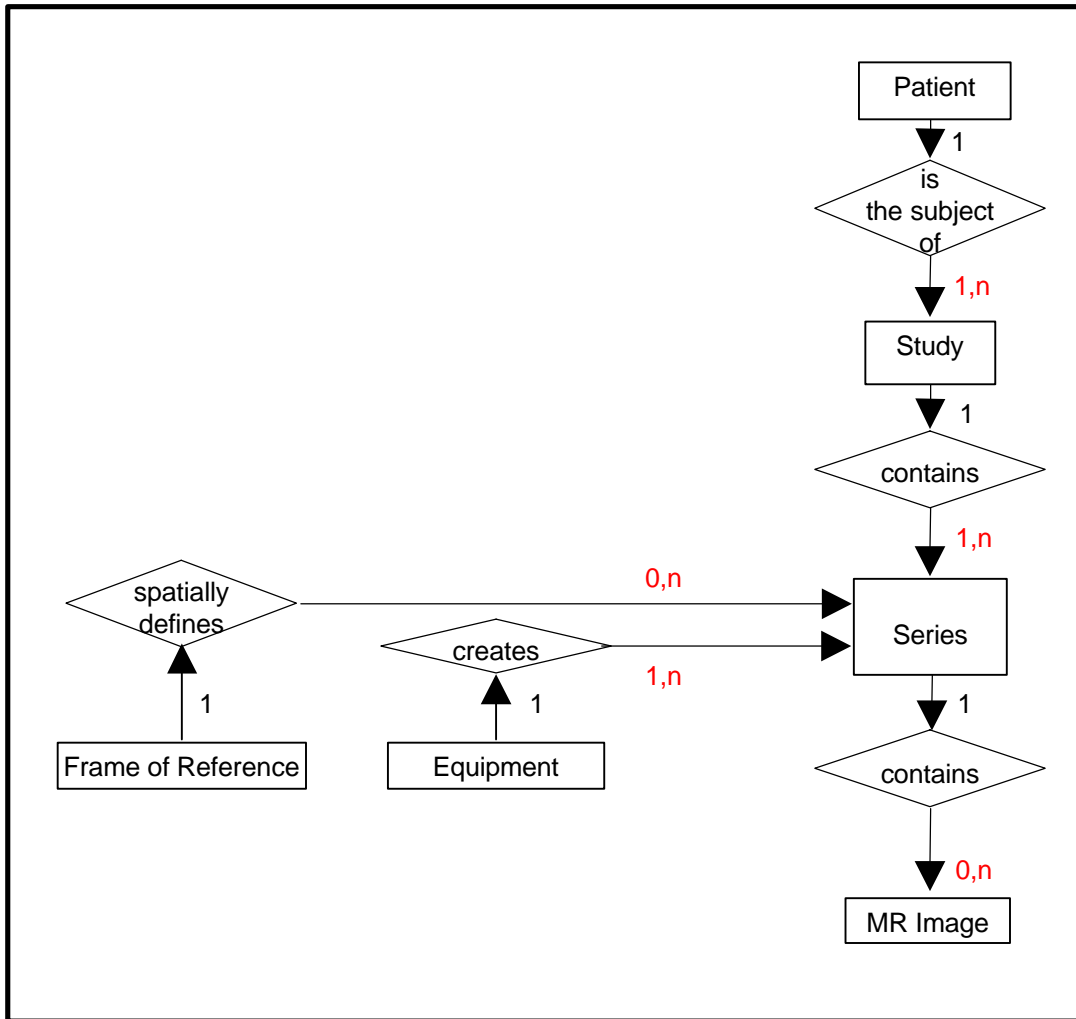 Patient
1
is
the subject
of
1,n
Study
1
contains
1,n
spatially
defines
0,n
Series
creates
1,n
1
1
1
Frame of Reference
Equipment
contains
0,n
MR Image